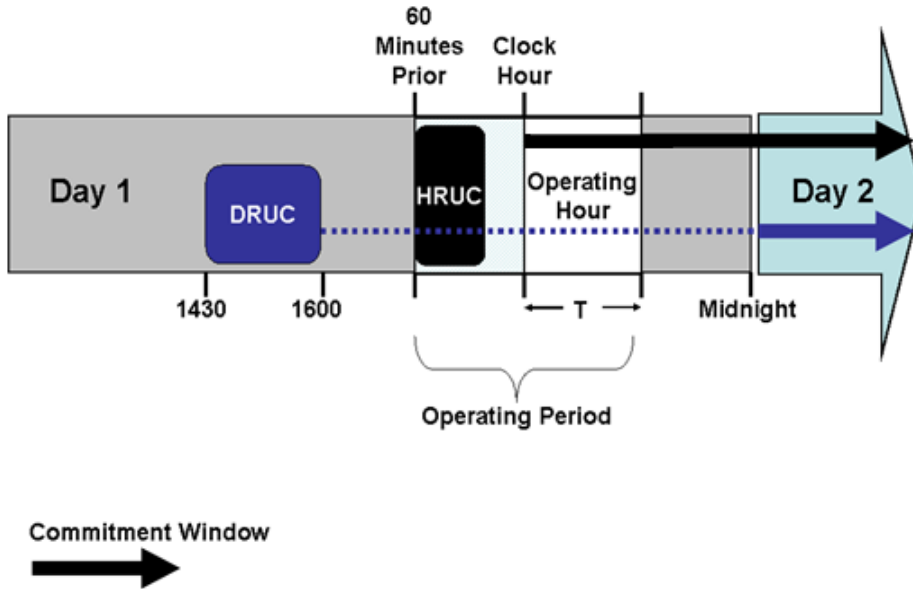 60
Minutes
Prior
Clock
Hour
Day 1
DRUC
HRUC
Operating
Hour
Day 2
1430
1600
T
Midnight
Operating Period
Commitment Window